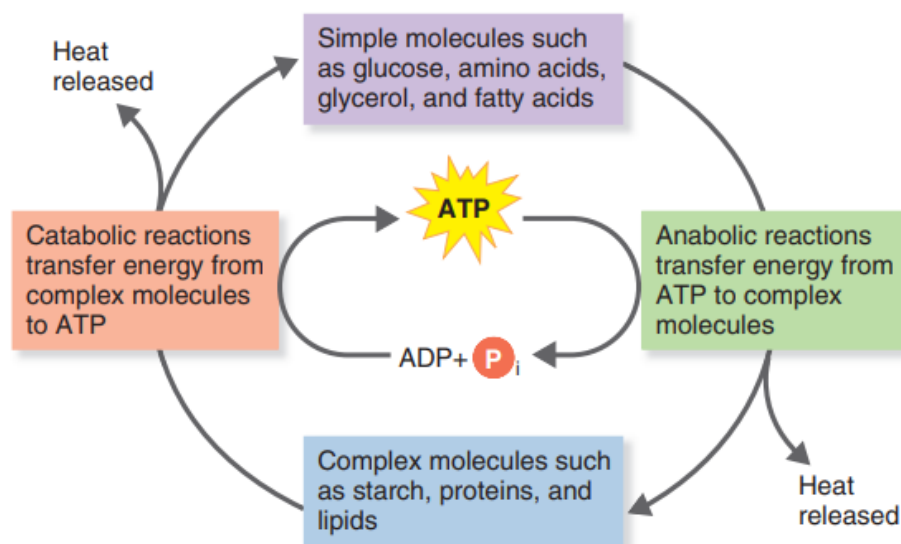 Heat
released
Simple molecules such
as glucose, amino acids,
glycerol, and fatty acids
Catabolic reactions
transfer energy from
complex molecules
to ATP
ATP
ADP+ P i
Anabolic reactions
transfer energy from
ATP to complex
molecules
Complex molecules such
as starch, proteins, and
lipids
Heat
released